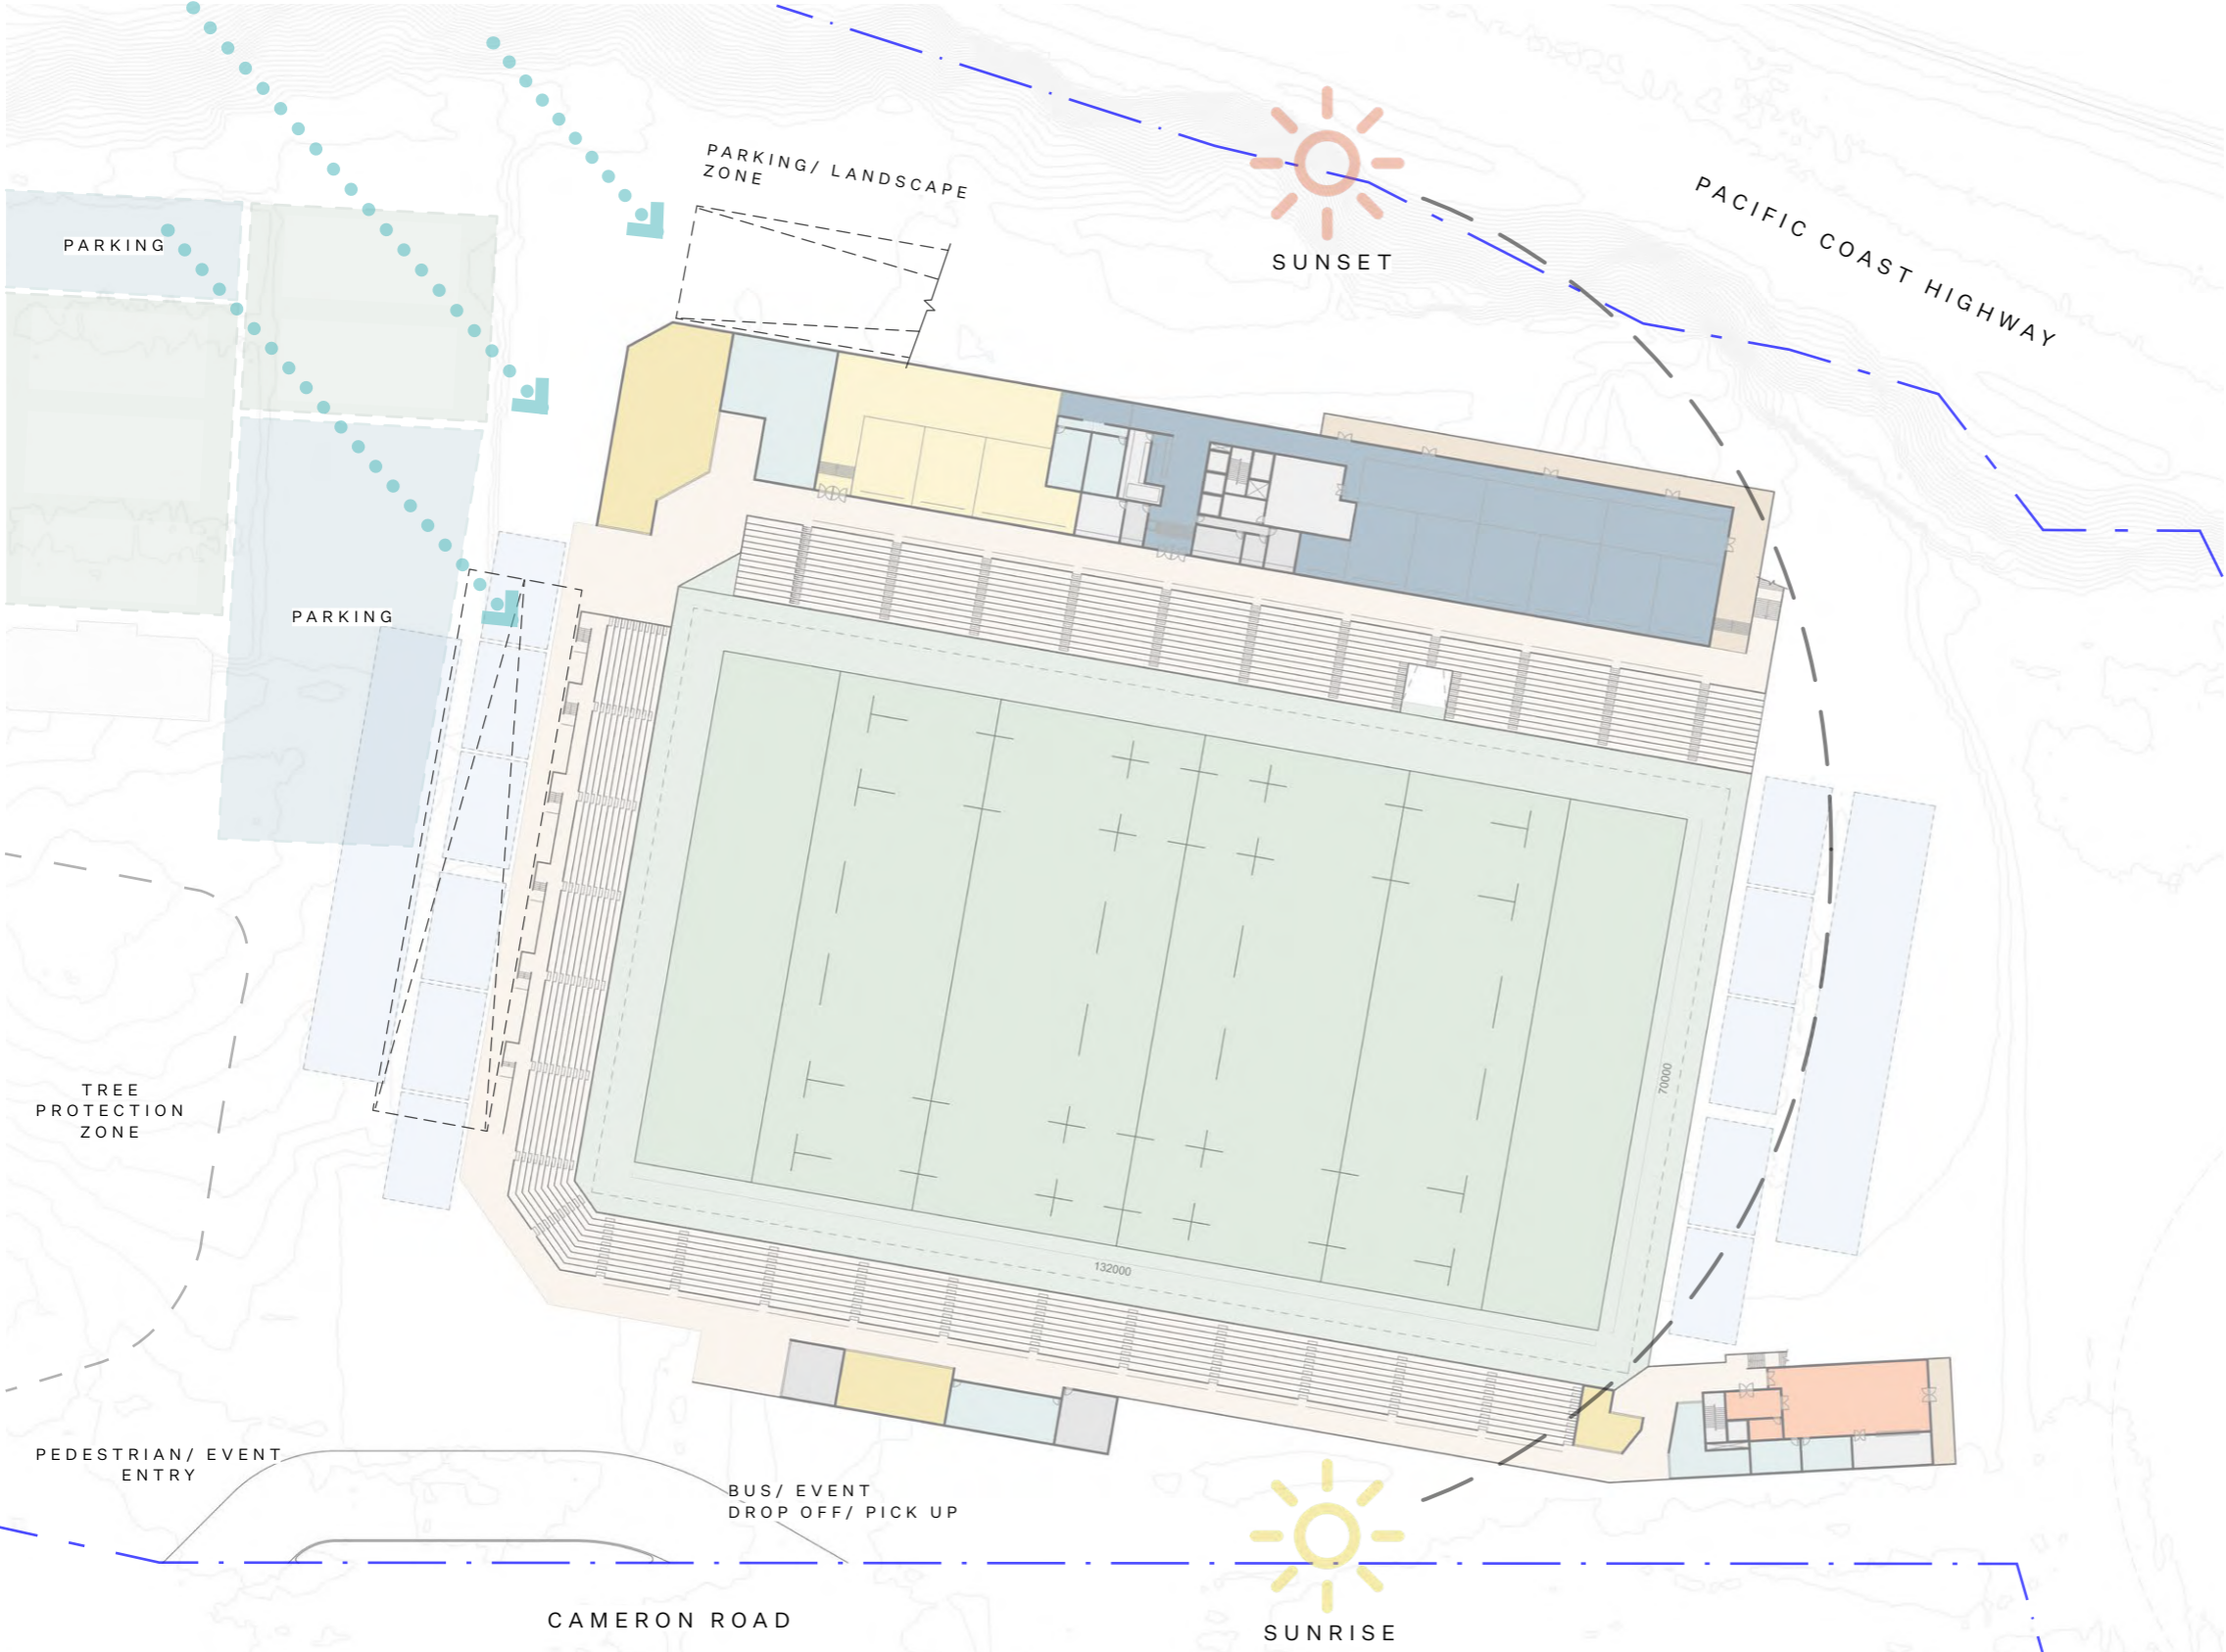 PARKING/ LANDSCAPE
ZONE
PACIFIC COAST HIGHWAY
PARKING
SUNSET
PARKING
70000
TREE
PROTECTION
ZONE
132000
PEDESTRIAN/ EVENT
ENTRY
BUS/ EVENT
DROP OFF/ PICK UP
CAMERON ROAD
SUNRISE